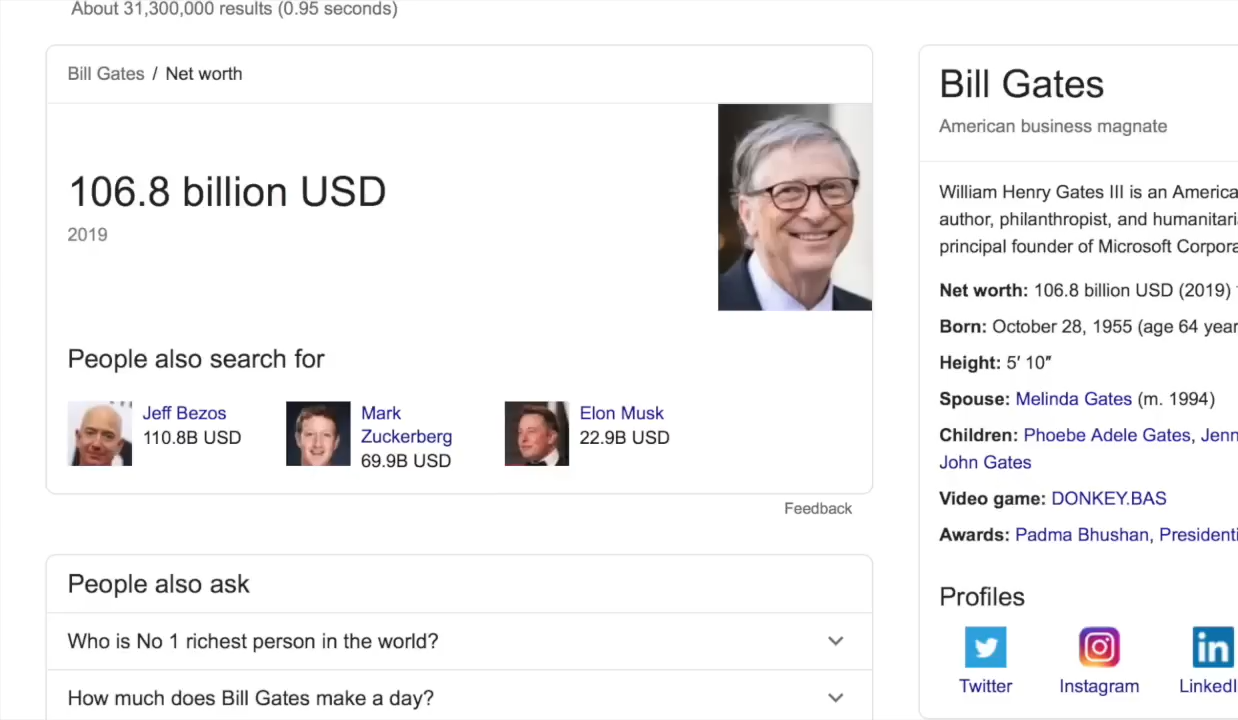 About 31,300,000 results (0.95 seconds)
Bill Gates / Net worth
106.8 billion USD
2019
People also search for
Jeff Bezos
110.8B USD
Mark
Zuckerberg
69.9B USD
Elon Musk
22.9B USD
Feedback
People also ask
Who is No 1 richest person in the world?
How much does Bill Gates make a day?
Bill Gates
American business magnate
William Henry Gates III is an America
author, philanthropist, and humanitari
principal founder of Microsoft Corpora
Net worth: 106.8 billion USD (2019)
Born: October 28, 1955 (age 64 year
Height: 5′ 10″
Spouse: Melinda Gates (m. 1994)
Children: Phoebe Adele Gates, Jenn
John Gates
Video game: DONKEY.BAS
Awards: Padma Bhushan, Presidenti
Profiles
Twitter
Instagram
in
LinkedI